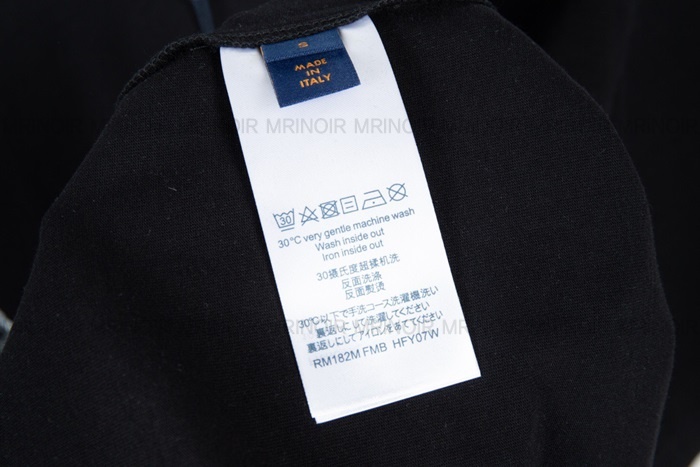 S
MADE
IN
ITALY
MRINOIR MRINOIR MRINOIR
30
30°C very gentle machine wash
Wash inside out
Iron inside out
30摄氏度超揉机洗
反面洗涤
反面熨烫
30℃以下で手洗コース洗濯機洗い
裏返しにして洗濯してください
裏返しにしてアイロンをあててください
RM182M FMB HFY07W